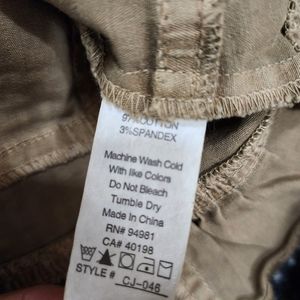 97%COTTON
3%SPANDEX
Machine Wash Cold
With like Colors
Do Not Bleach
Tumble Dry
Made In China
RN# 94981
CA# 40198
STYLE # CJ-046